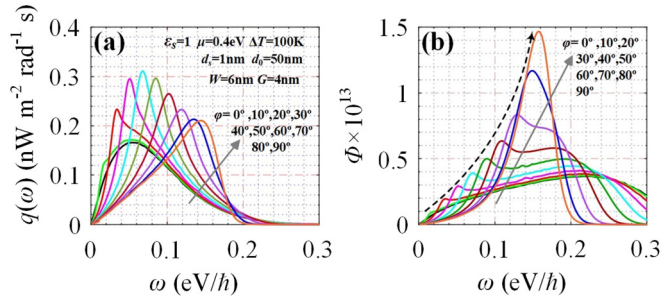 (a)
ε_S=1 μ=0.4eV ΔT=100K
d_s=1nm d_0=50nm
W=6nm G=4nm
φ=0°,10°,20°,30°
40°,50°,60°,70°
80°,90°
q(ω) (nW m⁻² rad⁻¹ s)
0.4
0.3
0.2
0.1
0
0 0.1 0.2 0.3
ω (eV/ℏ)
(b)
φ=0°,10°,20°
30°,40°,50°
60°,70°,80°
90°
Φ×10¹³
1.5
1.0
0.5
0
0 0.1 0.2 0.3
ω (eV/ℏ)